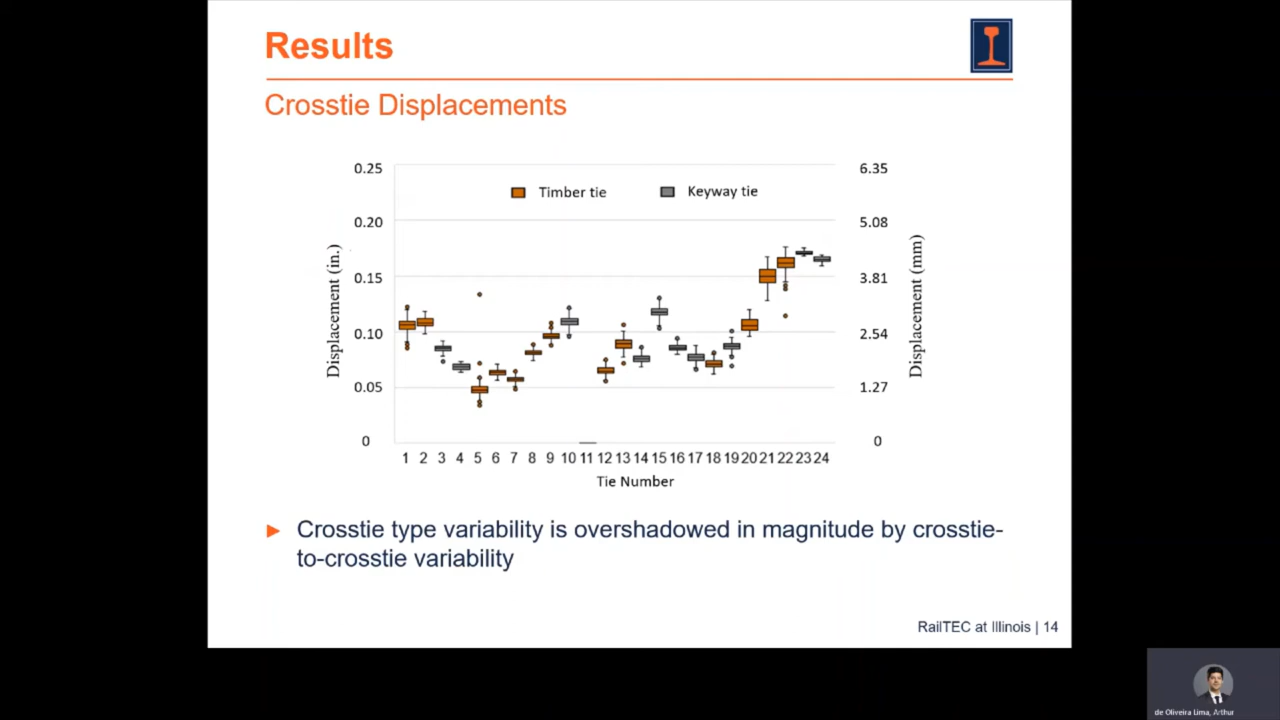 Results
Crosstie Displacements
0.25
0.20
0.15
0.10
0.05
0
Displacement (in.)
Timber tie
Keyway tie
6.35
5.08
3.81
2.54
1.27
0
Displacement (mm)
1 2 3 4 5 6 7 8 9 10 11 12 13 14 15 16 17 18 19 20 21 22 23 24
Tie Number
Crosstie type variability is overshadowed in magnitude by crosstie-
to-crosstie variability
RailTEC at Illinois | 14
de Oliveira Lima, Arthur